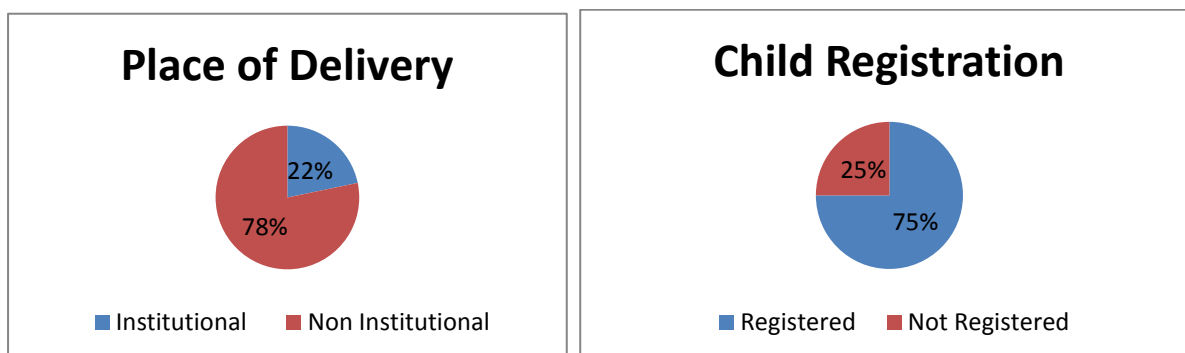 Place of Delivery
22%
78%
Institutional Non Institutional
Child Registration
25%
75%
Registered Not Registered